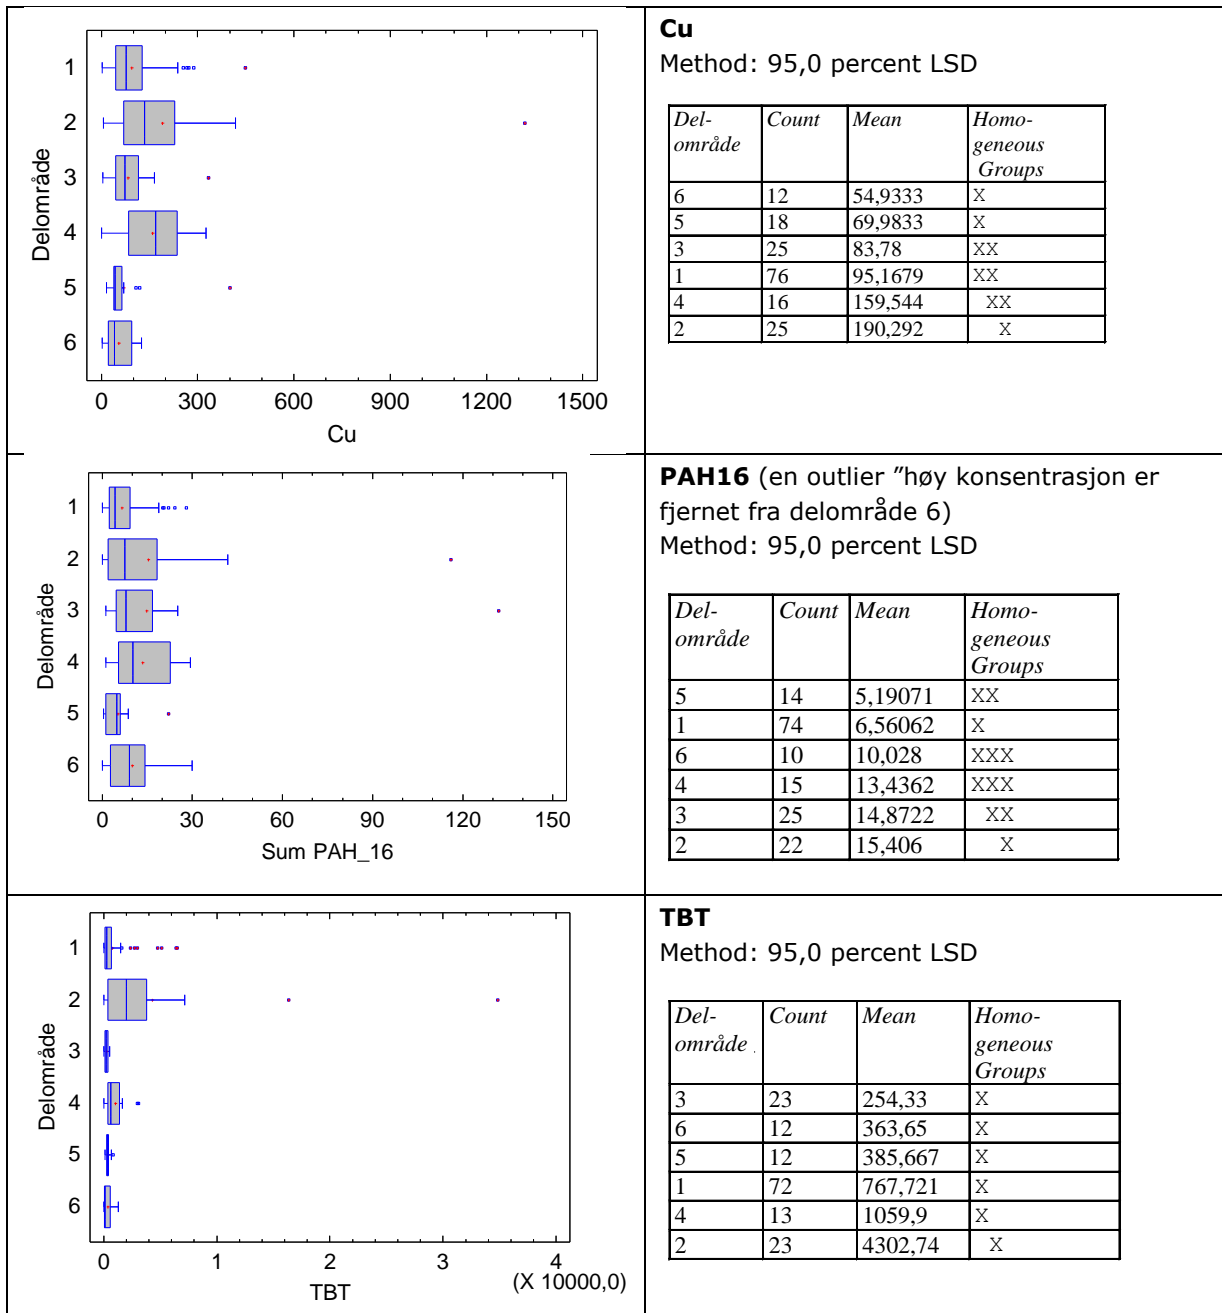 1
2
3
4
5
6
Delområde
0 300 600 900 1200 1500
Cu
Cu
Method: 95,0 percent LSD
Del-område Count Mean Homo-geneous Groups
6 12 54,9333 X
5 18 69,9833 X
3 25 83,78 XX
1 76 95,1679 XX
4 16 159,544 XX
2 25 190,292 X
1
2
3
4
5
6
Delområde
0 30 60 90 120 150
Sum PAH_16
PAH16 (en outlier ”høy konsentrasjon er
fjernet fra delområde 6)
Method: 95,0 percent LSD
Del-område Count Mean Homo-geneous Groups
5 14 5,19071 XX
1 74 6,56062 X
6 10 10,028 XXX
4 15 13,4362 XXX
3 25 14,8722 XX
2 22 15,406 X
1
2
3
4
5
6
Delområde
0 1 2 3 4
(X 10000,0)
TBT
TBT
Method: 95,0 percent LSD
Del-område . Count Mean Homo-geneous Groups
3 23 254,33 X
6 12 363,65 X
5 12 385,667 X
1 72 767,721 X
4 13 1059,9 X
2 23 4302,74 X